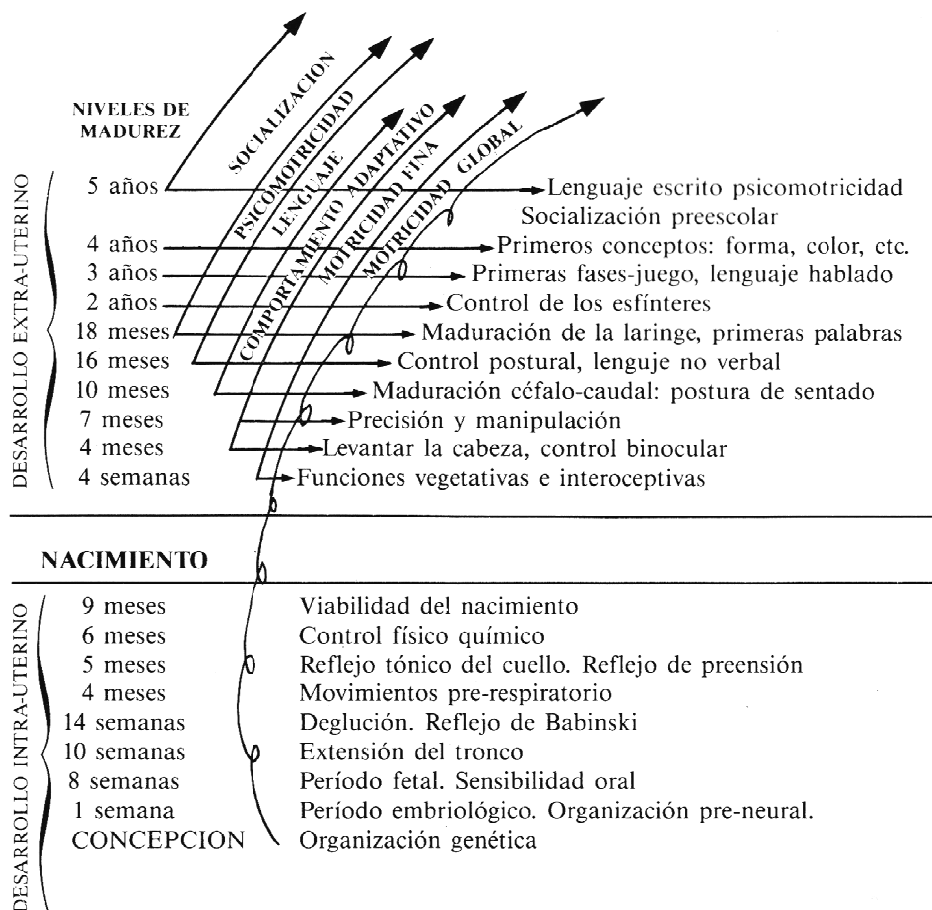 SOCIALIZACION
PSICOMOTRICIDAD
LENGUAJE
COMPORTAMIENTO ADAPTATIVO
MOTRICIDAD FINA
MOTRICIDAD GLOBAL
NIVELES DE
MADUREZ
DESARROLLO EXTRA-UTERINO
5 años Lenguaje escrito psicomotricidad
Socialización preescolar
4 años Primeros conceptos: forma, color, etc.
3 años Primeras fases-juego, lenguaje hablado
2 años Control de los esfínteres
18 meses Maduración de la laringe, primeras palabras
16 meses Control postural, lenguje no verbal
10 meses Maduración céfalo-caudal: postura de sentado
7 meses Precisión y manipulación
4 meses Levantar la cabeza, control binocular
4 semanas Funciones vegetativas e interoceptivas
NACIMIENTO
DESARROLLO INTRA-UTERINO
9 meses Viabilidad del nacimiento
6 meses Control físico químico
5 meses Reflejo tónico del cuello. Reflejo de preensión
4 meses Movimientos pre-respiratorio
14 semanas Deglución. Reflejo de Babinski
10 semanas Extensión del tronco
8 semanas Período fetal. Sensibilidad oral
1 semana Período embriológico. Organización pre-neural.
CONCEPCION Organización genética